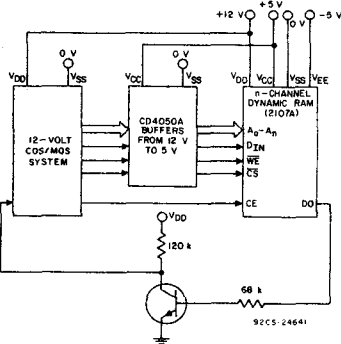 +12 V
+5 V
0 V
-5 V
0 V
0 V
VDD
VSS
VCC
VSS
VDD
VCC
VSS
VEE
12-VOLT
COS/MOS
SYSTEM
CD4050A
BUFFERS
FROM 12 V
TO 5 V
n-CHANNEL
DYNAMIC RAM
(2107A)
Ao-An
DIN
WE
CS
CE
DO
VDD
120 k
68 k
92CS-24641